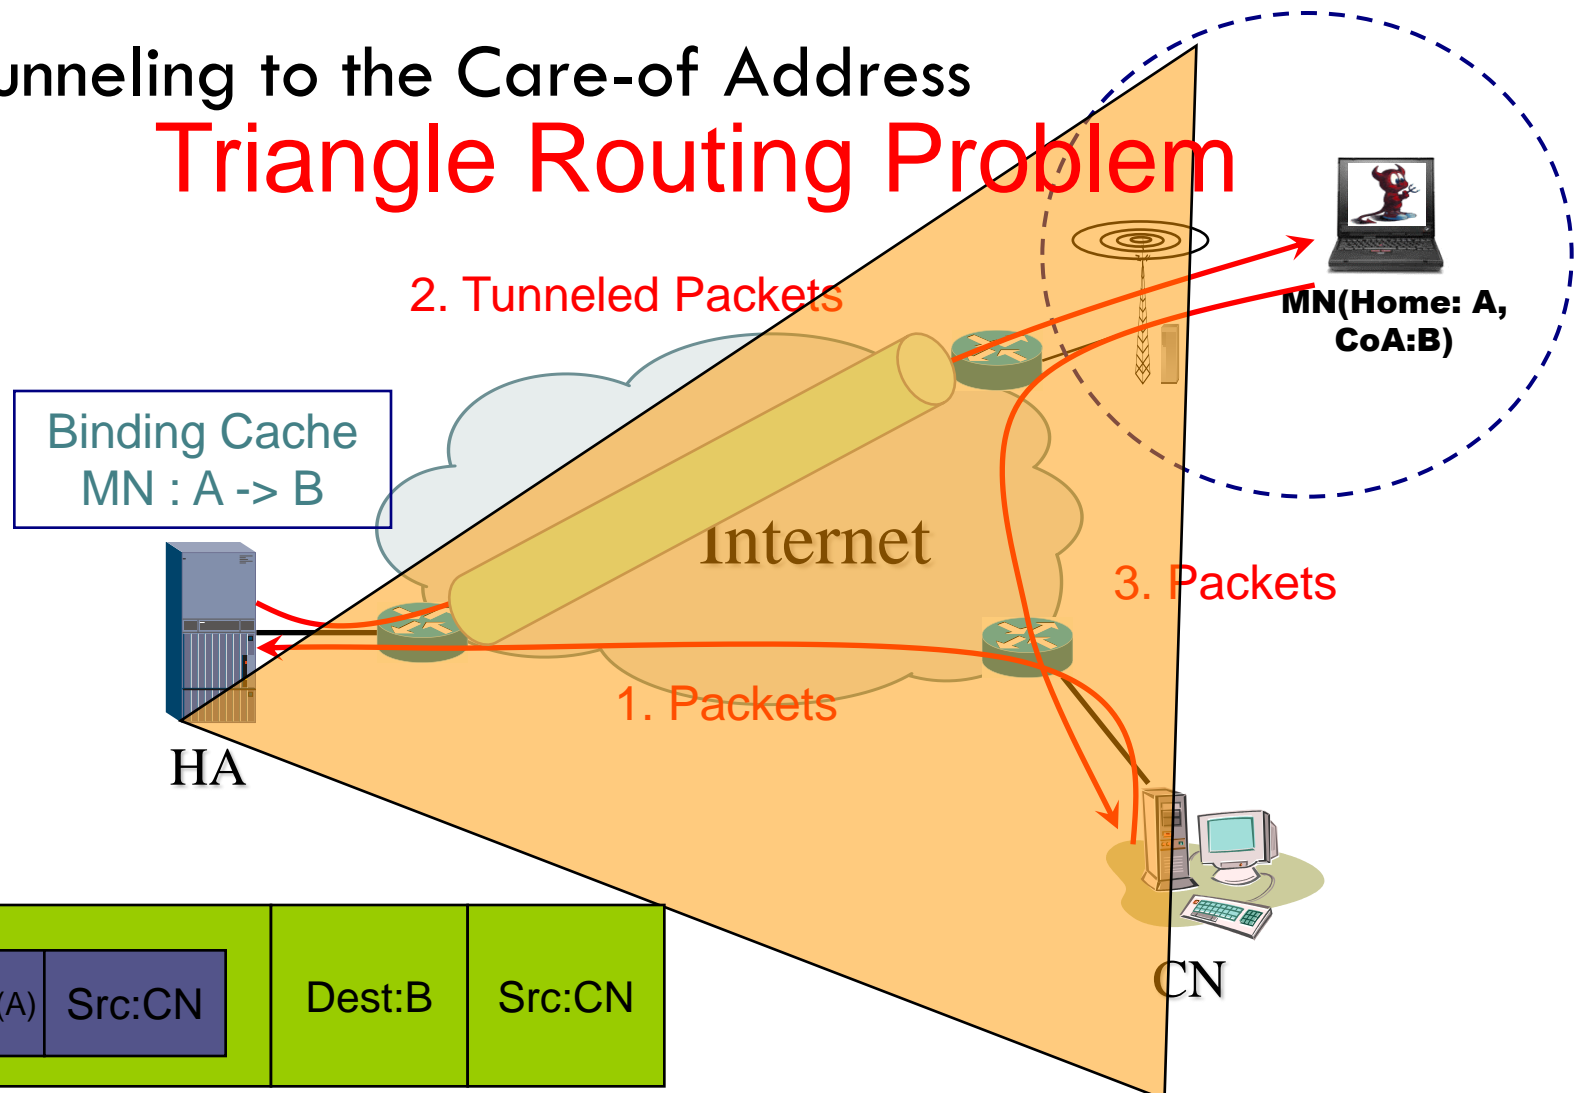 unneling to the Care-of Address
Triangle Routing Problem
2. Tunneled Packets
MN(Home: A,
CoA:B)
Binding Cache
MN : A -> B
Internet
3. Packets
1. Packets
HA
CN
(A)
Src:CN
Dest:B
Src:CN